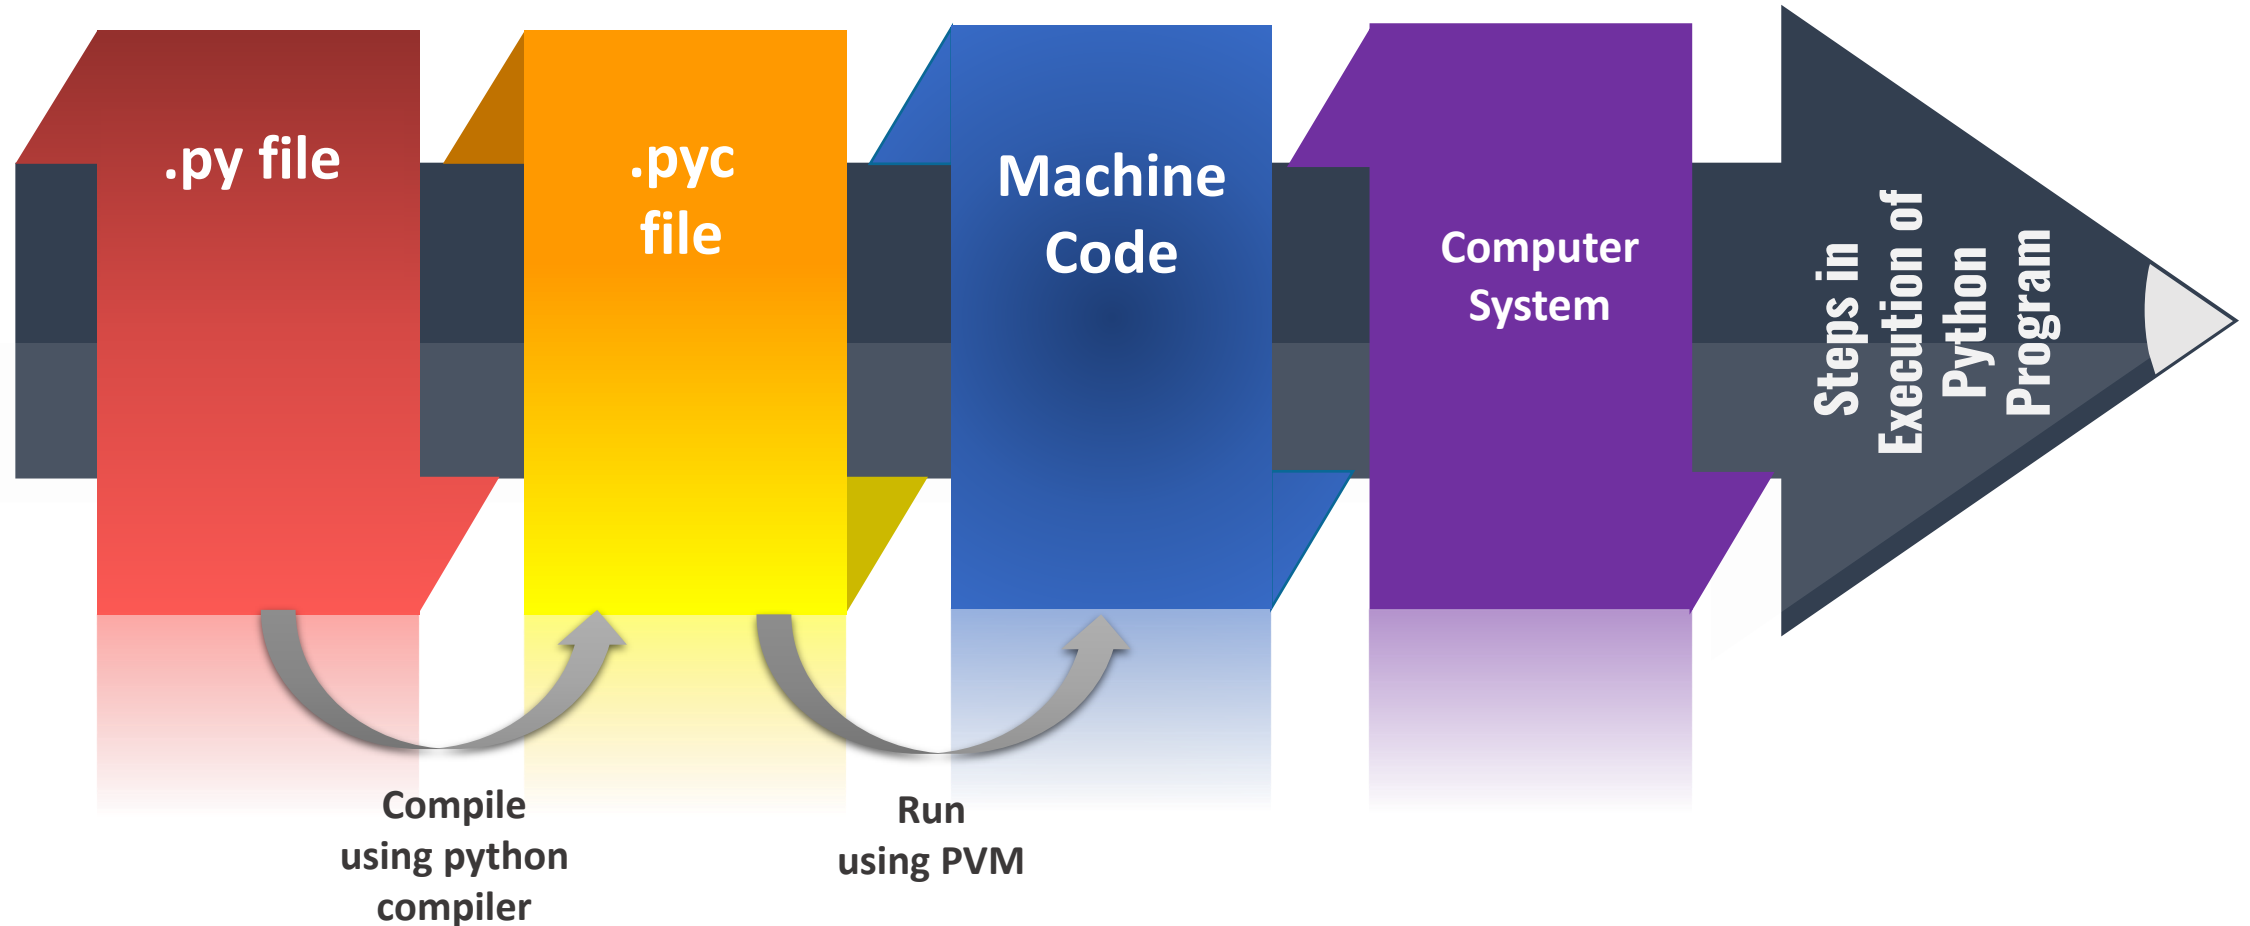 .py file
.pyc
file
Machine
Code
Computer
System
Steps in
Execution of
Python
Program
Compile
using python
compiler
Run
using PVM